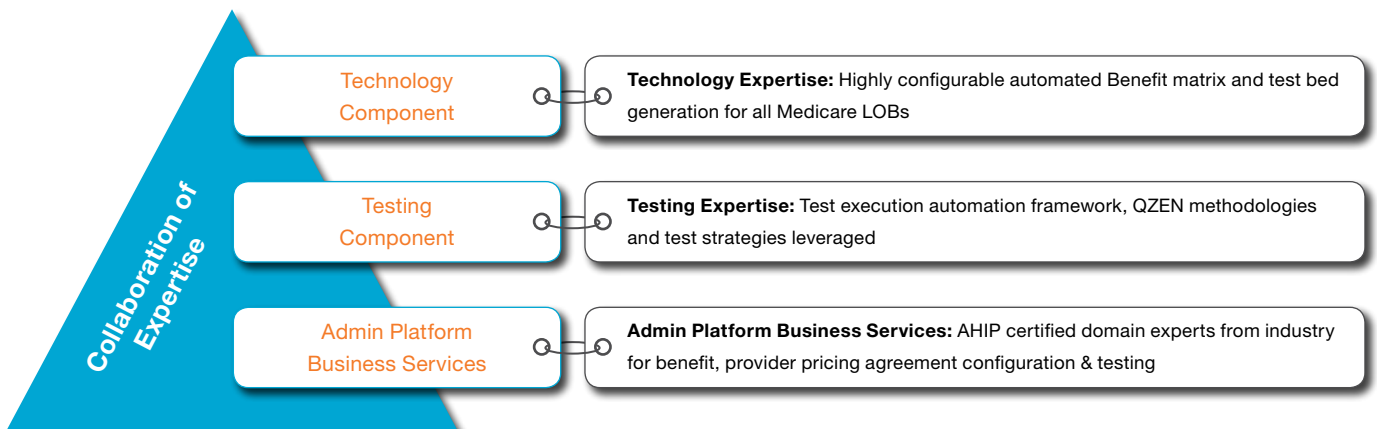 Collaboration of
Expertise
Technology
Component
Technology Expertise: Highly configurable automated Benefit matrix and test bed
generation for all Medicare LOBs
Testing
Component
Testing Expertise: Test execution automation framework, QZEN methodologies
and test strategies leveraged
Admin Platform
Business Services
Admin Platform Business Services: AHIP certified domain experts from industry
for benefit, provider pricing agreement configuration & testing